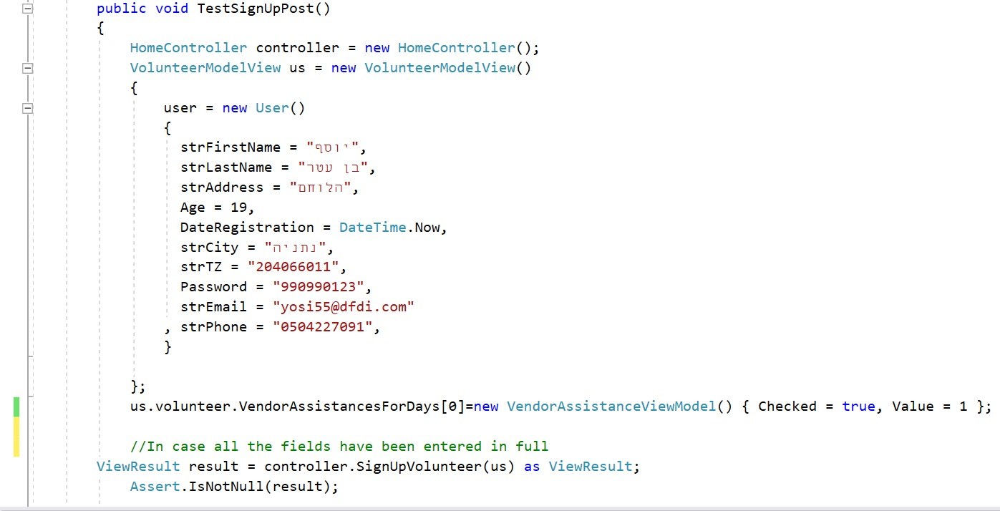 public void TestSignUpPost()
{
HomeController controller = new HomeController();
VolunteerModelView us = new VolunteerModelView()
{
user = new User()
{
strFirstName = "יוסף",
strLastName = "בן עטר",
strAddress = "הלוחם",
Age = 19,
DateRegistration = DateTime.Now,
strCity = "נתניה",
strTZ = "204066011",
Password = "990990123",
strEmail = "yosi55@dfdi.com"
, strPhone = "0504227091",
}
};
us.volunteer.VendorAssistancesForDays[0]=new VendorAssistanceViewModel() { Checked = true, Value = 1 };
//In case all the fields have been entered in full
ViewResult result = controller.SignUpVolunteer(us) as ViewResult;
Assert.IsNotNull(result);